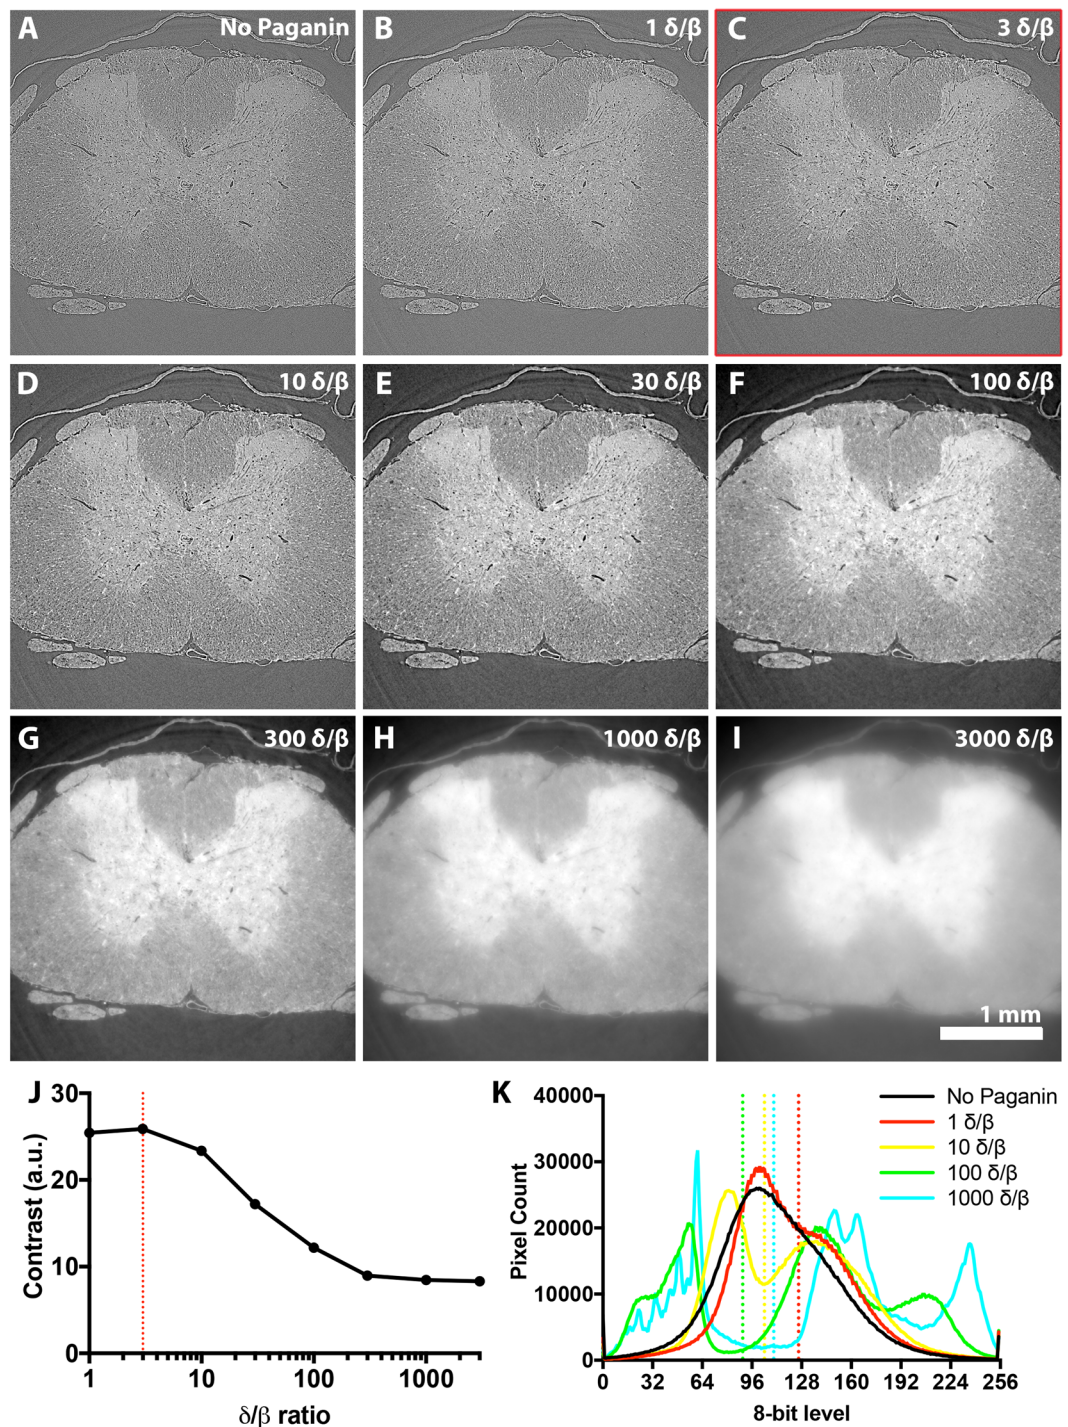 A No Paganin
B 1 δ/β
C 3 δ/β
D 10 δ/β
E 30 δ/β
F 100 δ/β
G 300 δ/β
H 1000 δ/β
I 3000 δ/β
1 mm
J
Contrast (a.u.)
30
20
10
0
1 10 100 1000
δ/β ratio
K
Pixel Count
40000
30000
20000
10000
0
0 32 64 96 128 160 192 224 256
8-bit level
No Paganin
1 δ/β
10 δ/β
100 δ/β
1000 δ/β